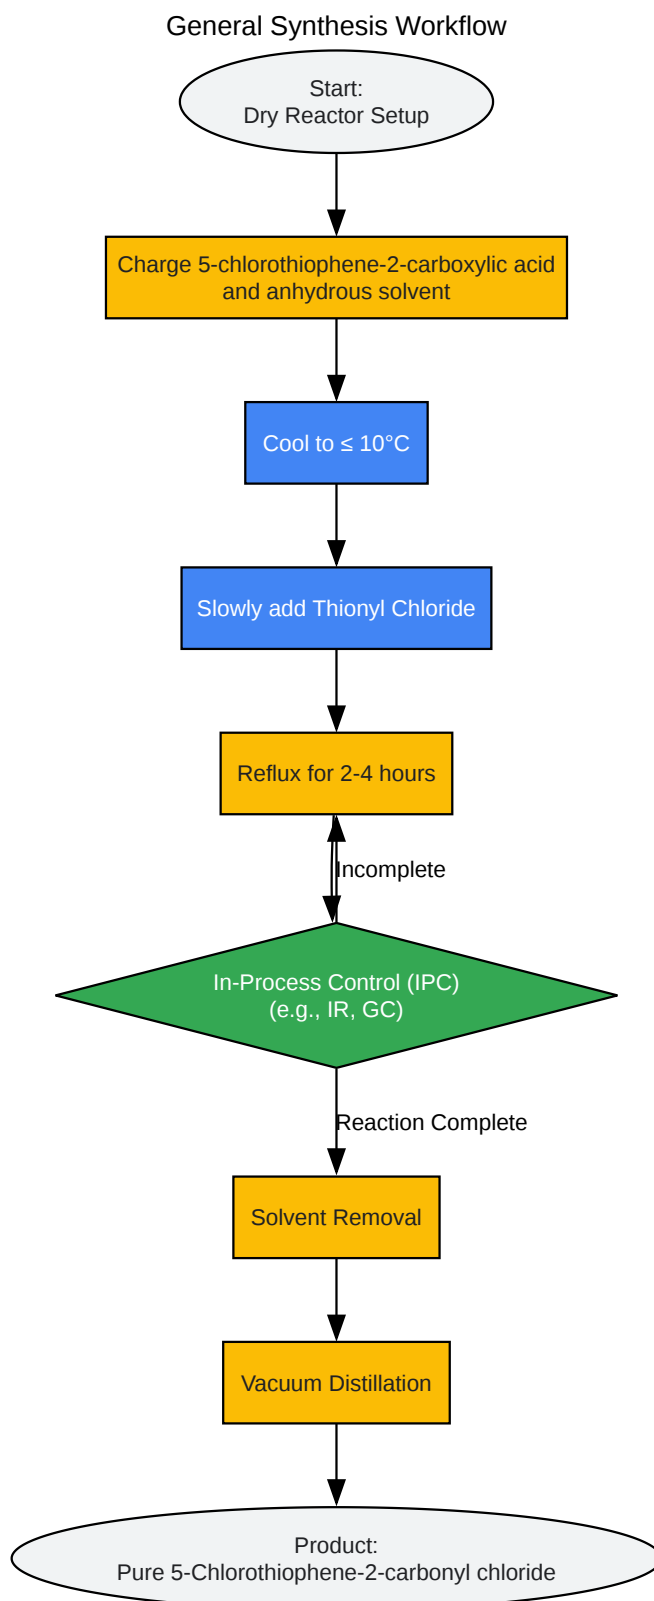 General Synthesis Workflow
Start:
Dry Reactor Setup
Charge 5-chlorothiophene-2-carboxylic acid
and anhydrous solvent
Cool to ≤ 10°C
Slowly add Thionyl Chloride
Reflux for 2-4 hours
Incomplete
In-Process Control (IPC)
(e.g., IR, GC)
Reaction Complete
Solvent Removal
Vacuum Distillation
Product:
Pure 5-Chlorothiophene-2-carbonyl chloride